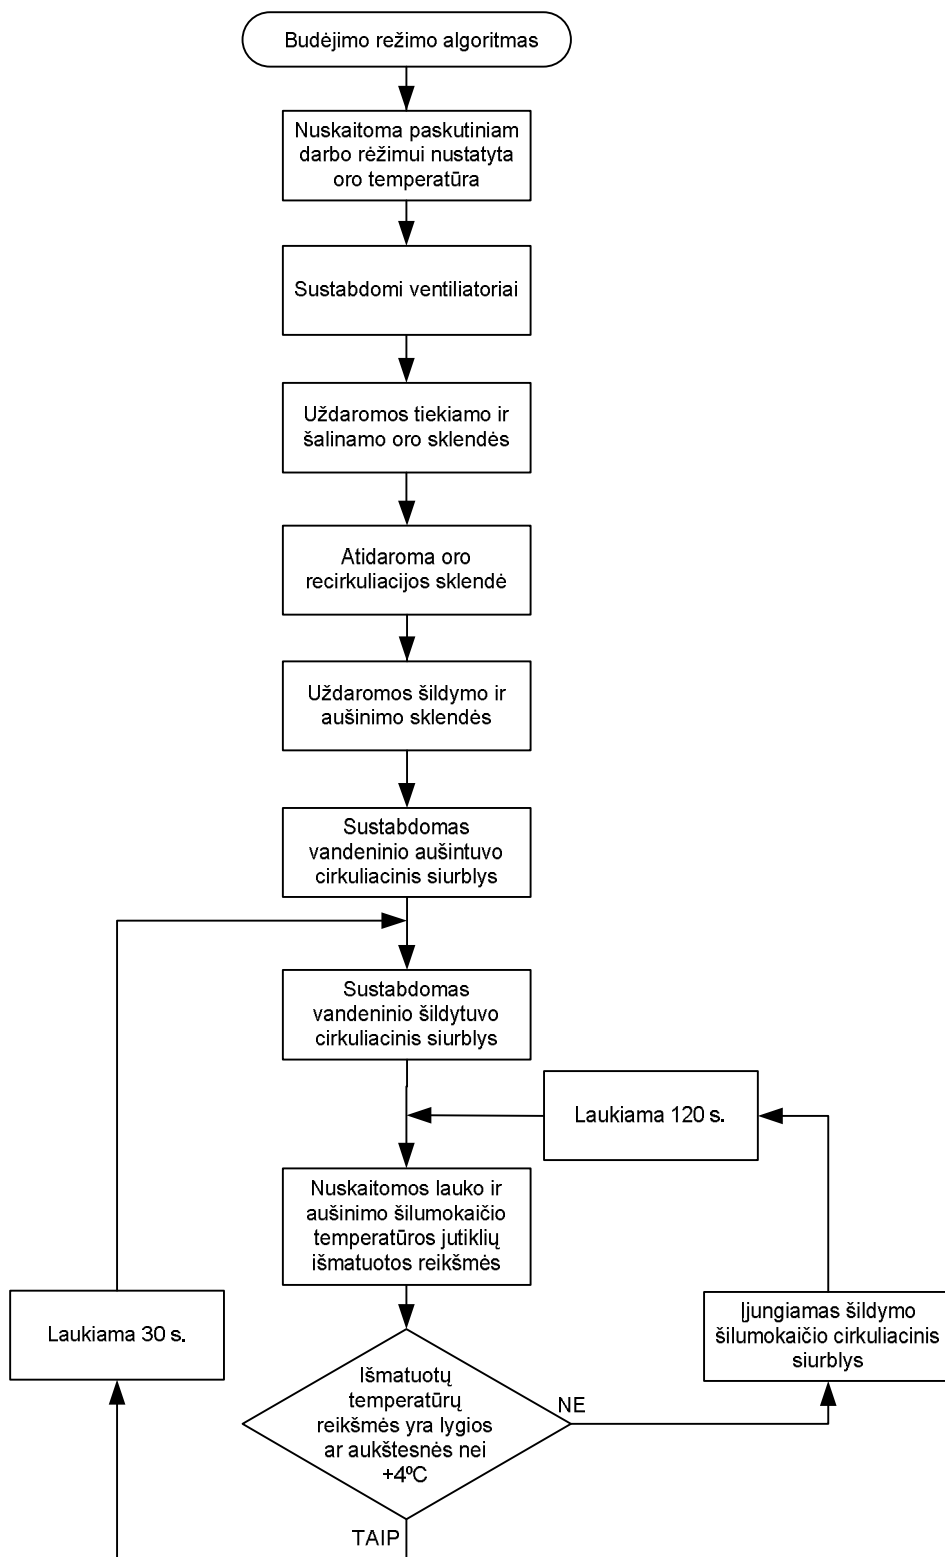 Budėjimo režimo algoritmas
Nuskaitoma paskutiniam
darbo rėžimui nustatyta
oro temperatūra
Sustabdomi ventiliatoriai
Uždaromos tiekiamo ir
šalinamo oro sklendės
Atidaroma oro
recirkuliacijos sklendė
Uždaromos šildymo ir
aušinimo sklendės
Sustabdomas
vandeninio aušintuvo
cirkuliacinis siurblys
Sustabdomas
vandeninio šildytuvo
cirkuliacinis siurblys
Laukiama 120 s.
Nuskaitomos lauko ir
aušinimo šilumokaičio
temperatūros jutiklių
išmatuotos reikšmės
Laukiama 30 s.
Įjungiamas šildymo
šilumokaičio cirkuliacinis
siurblys
Išmatuotų
temperatūrų
reikšmės yra lygios
ar aukštesnės nei
+4ºC
NE
TAIP